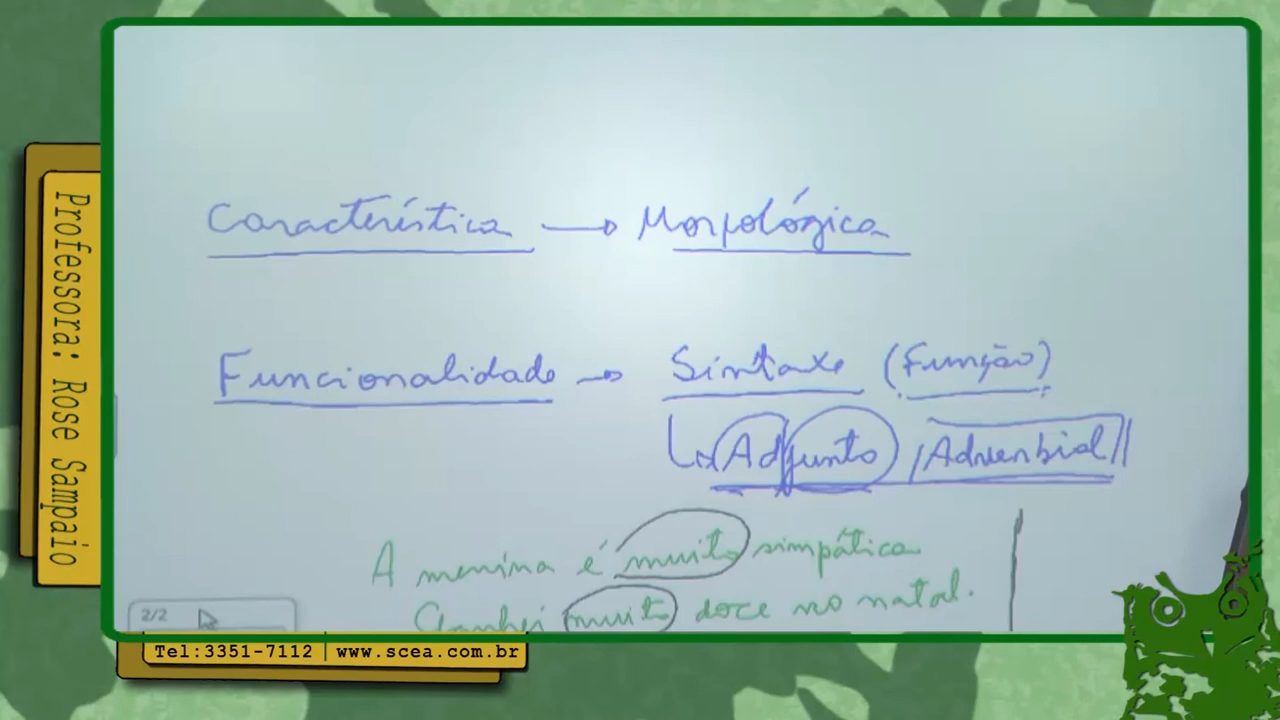 Característica → Morfológica
Funcionalidade → Sintaxe (Função)
Adjunto Adverbial
A menina é muito simpática
Ganhei muito doce no natal.
2/2
Professora: Rose Sampaio
Tel:3351-7112 | www.scea.com.br